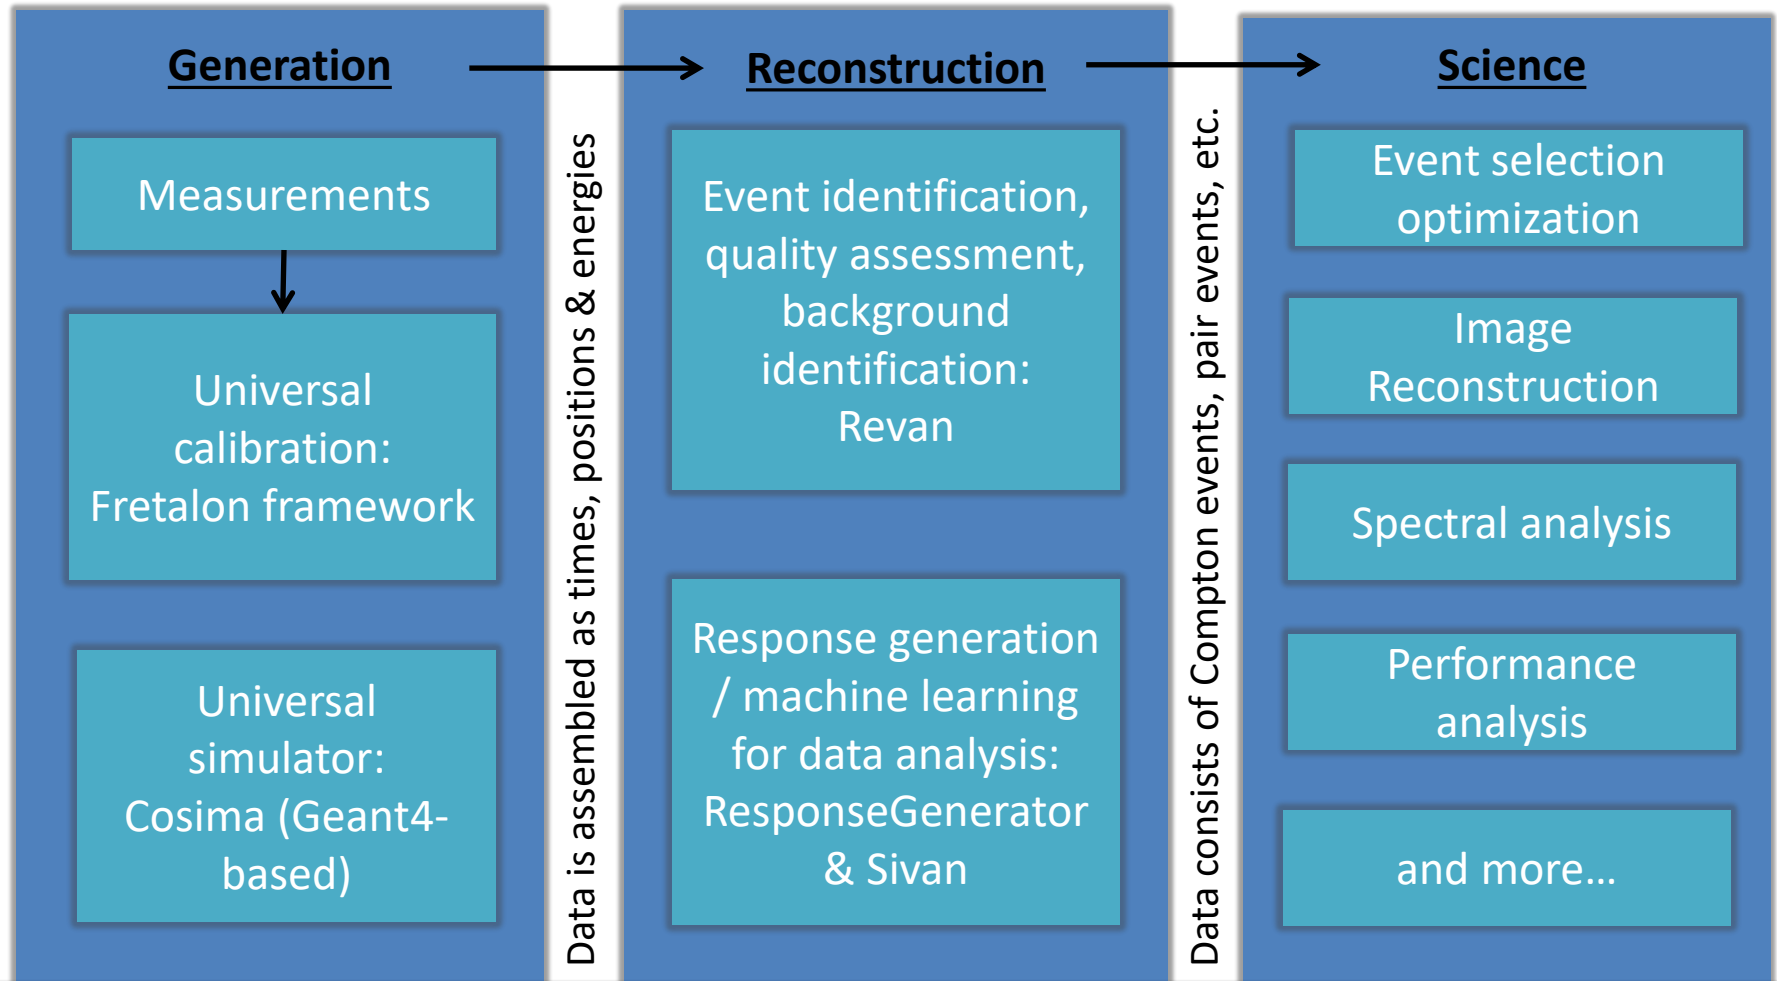 Generation
Measurements
Universal
calibration:
Fretalon framework
Universal
simulator:
Cosima (Geant4-
based)
Data is assembled as times, positions & energies
Reconstruction
Event identification,
quality assessment,
background
identification:
Revan
Response generation
/ machine learning
for data analysis:
ResponseGenerator
& Sivan
Data consists of Compton events, pair events, etc.
Science
Event selection
optimization
Image
Reconstruction
Spectral analysis
Performance
analysis
and more...